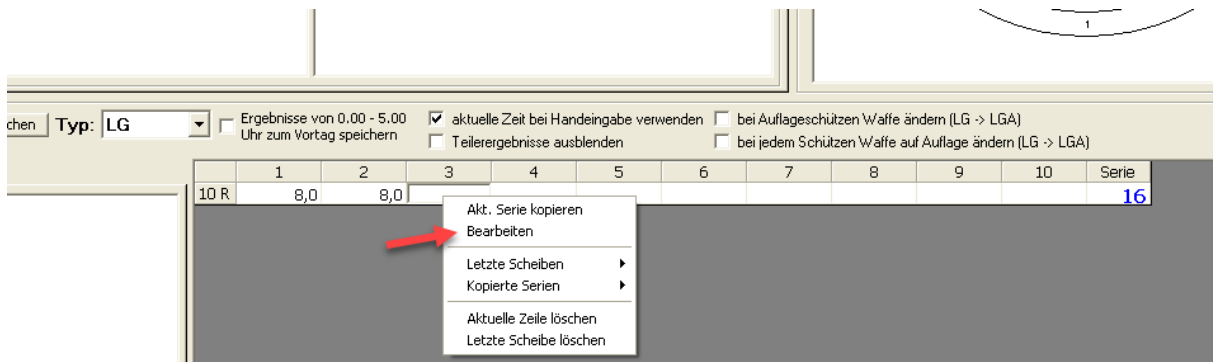 1
chen Typ: LG
Ergebnisse von 0.00 - 5.00
Uhr zum Vortag speichern
aktuelle Zeit bei Handeingabe verwenden
Teilerergebnisse ausblenden
bei Auflageschützen Waffe ändern (LG -> LGA)
bei jedem Schützen Waffe auf Auflage ändern (LG -> LGA)
1 2 3 4 5 6 7 8 9 10 Serie
10 R 8,0 8,0 16
Akt. Serie kopieren
Bearbeiten
Letzte Scheiben
Kopierte Serien
Aktuelle Zeile löschen
Letzte Scheibe löschen